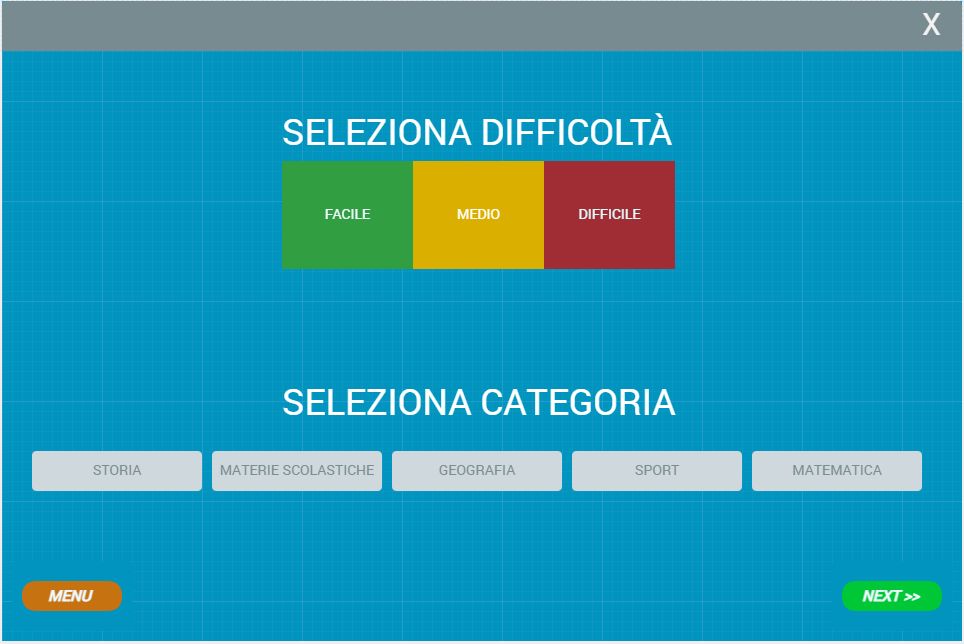 X
SELEZIONA DIFFICOLTÀ
FACILE MEDIO DIFFICILE
SELEZIONA CATEGORIA
STORIA MATERIE SCOLASTICHE GEOGRAFIA SPORT MATEMATICA
MENU NEXT >>